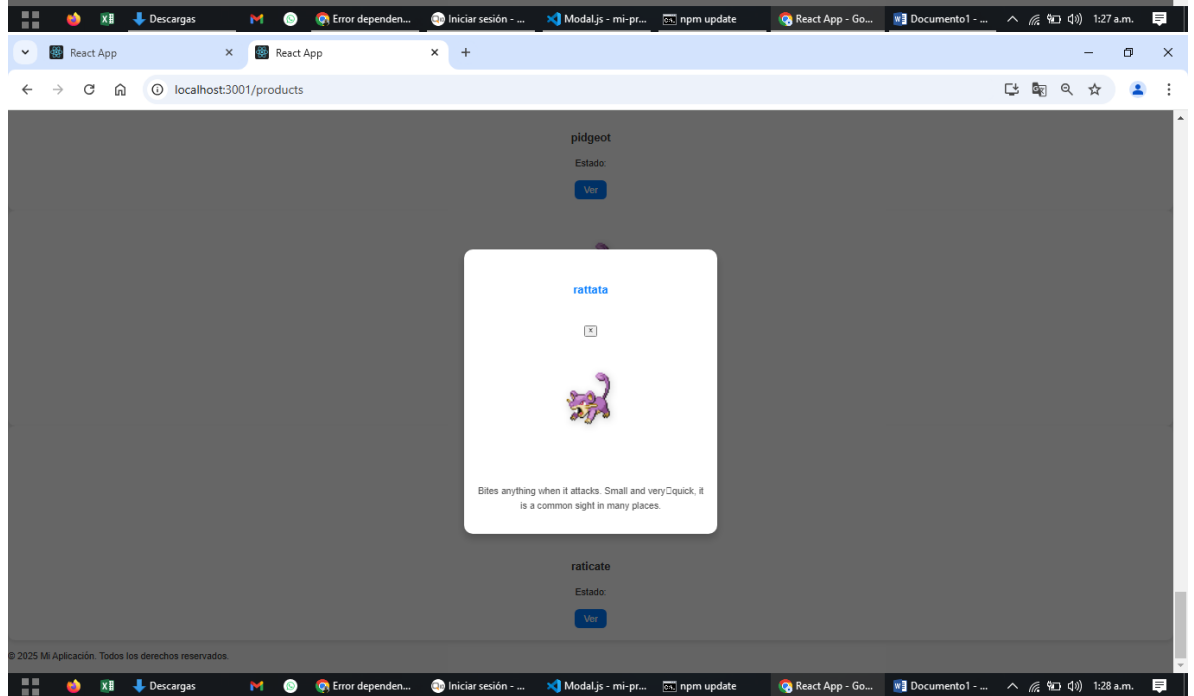 Descargas
Error dependen...
Iniciar sesión - ...
Modal.js - mi-pr...
npm update
React App - Go...
Documento1 - ...
1:27 a.m.
React App
React App
localhost:3001/products
pidgeot
Estado:
Ver
rattata
x
Bites anything when it attacks. Small and very□quick, it
is a common sight in many places.
raticate
Estado:
Ver
© 2025 Mi Aplicación. Todos los derechos reservados.
Descargas
Error dependen...
Iniciar sesión - ...
Modal.js - mi-pr...
npm update
React App - Go...
Documento1 - ...
1:28 a.m.